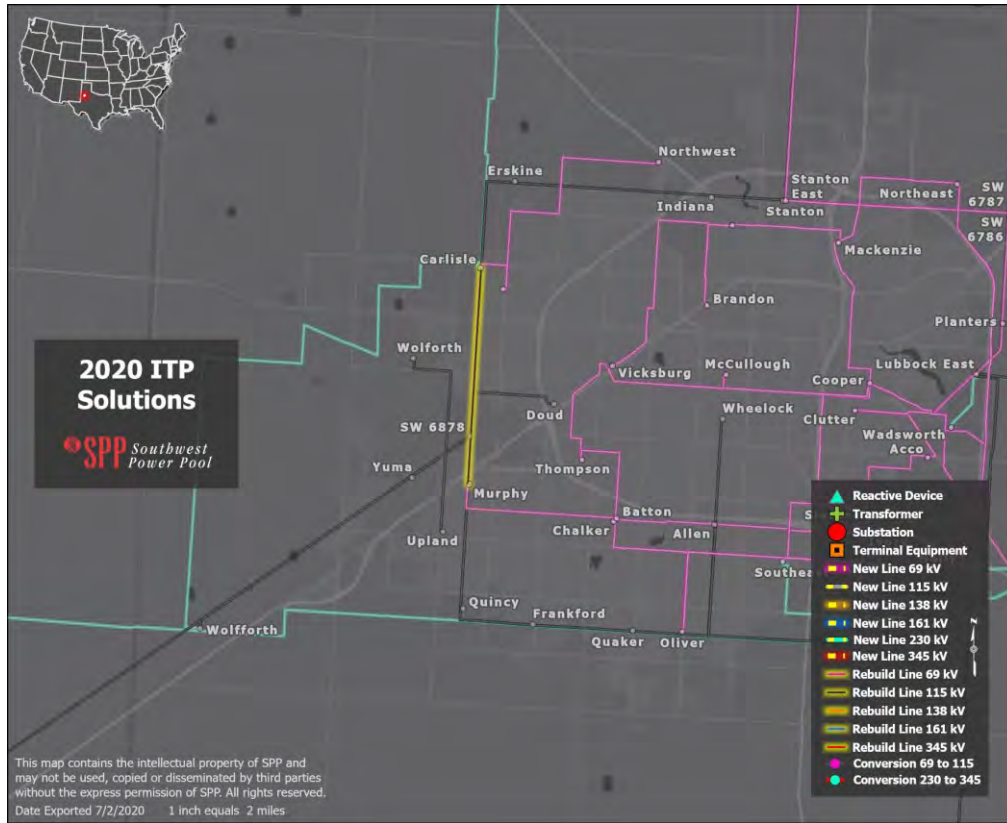 Northwest
Erskine
Stanton
East
Northeast
SW
6787
Indiana
Stanton
SW
6786
Mackenzie
Carlisle
Brandon
Planters
2020 ITP
Solutions
SPP Southwest
Power Pool
Wolforth
Vicksburg
McCullough
Lubbock East
Cooper
Doud
Wheelock
Clutter
SW 6878
Wadsworth
Acco
Yuma
Thompson
Murphy
Batton
Chalker
Allen
Upland
Quincy
Frankford
Wolffforth
Quaker
Oliver
Reactive Device
Transformer
Substation
Terminal Equipment
New Line 69 kV
New Line 115 kV
New Line 138 kV
New Line 161 kV
New Line 230 kV
New Line 345 kV
Rebuild Line 69 kV
Rebuild Line 115 kV
Rebuild Line 138 kV
Rebuild Line 161 kV
Rebuild Line 345 kV
Conversion 69 to 115
Conversion 230 to 345
N
This map contains the intellectual property of SPP and
may not be used, copied or disseminated by third parties
without the express permission of SPP. All rights reserved.
Date Exported 7/2/2020 1 inch equals 2 miles